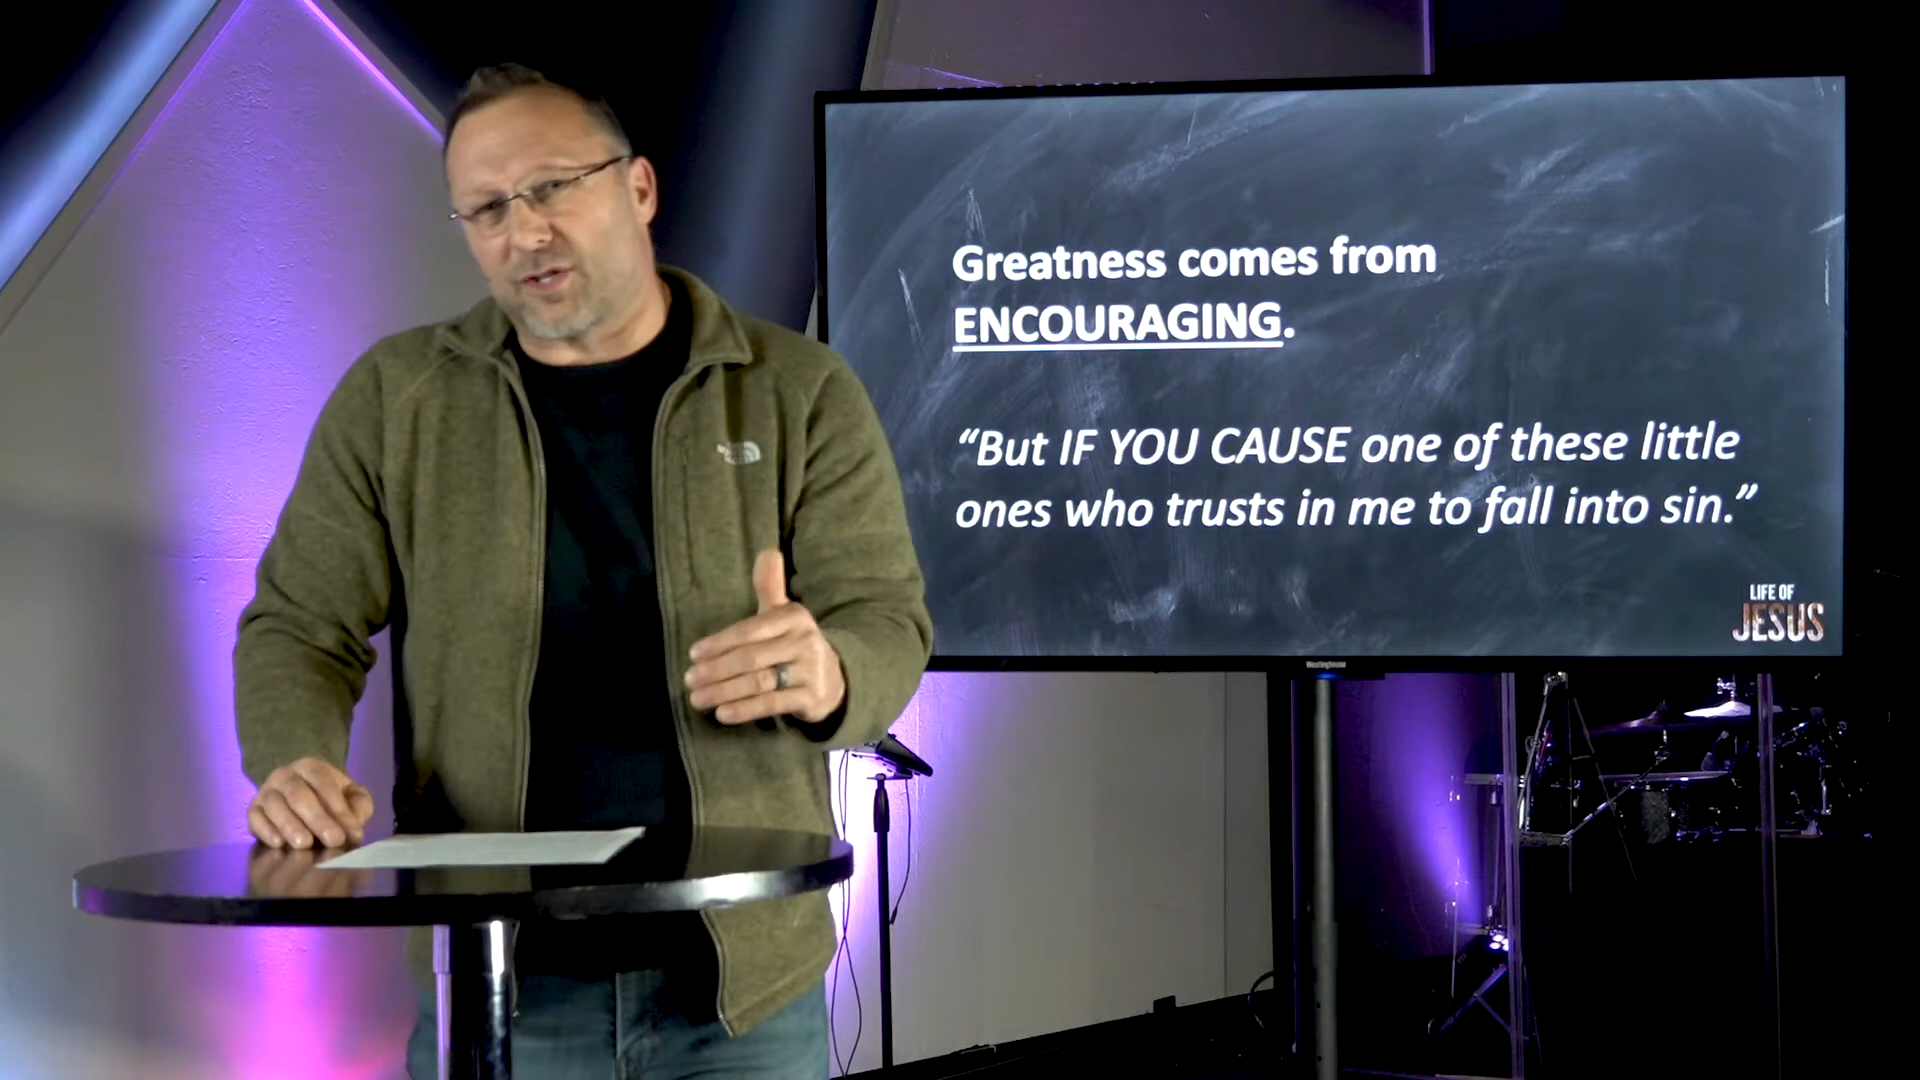 Greatness comes from
ENCOURAGING.
“But IF YOU CAUSE one of these little
ones who trusts in me to fall into sin.”
LIFE OF
JESUS
Westinghouse